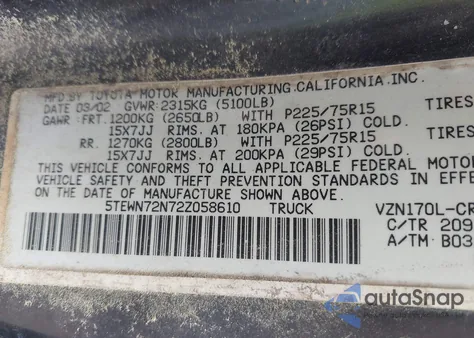 MFD.BY TOYOTA MOTOR MANUFACTURING.CALIFORNIA.INC.
DATE 03/02 GVWR:2315KG (5100LB)
GAWR: FRT.1200KG (2650LB) WITH P225/75R15 TIRES
15X7JJ RIMS. AT 180KPA (26PSI) COLD.
RR. 1270KG (2800LB) WITH P225/75R15 TIRES
15X7JJ RIMS. AT 200KPA (29PSI) COLD.
THIS VEHICLE CONFORMS TO ALL APPLICABLE FEDERAL MOTOR
VEHICLE SAFETY AND THEFT PREVENTION STANDARDS IN EFFE
ON THE DATE OF MANUFACTURE SHOWN ABOVE.
5TEWN72N72Z058610 TRUCK VZN170L-CR
C/TR 209
A/TM B03
autoSnap